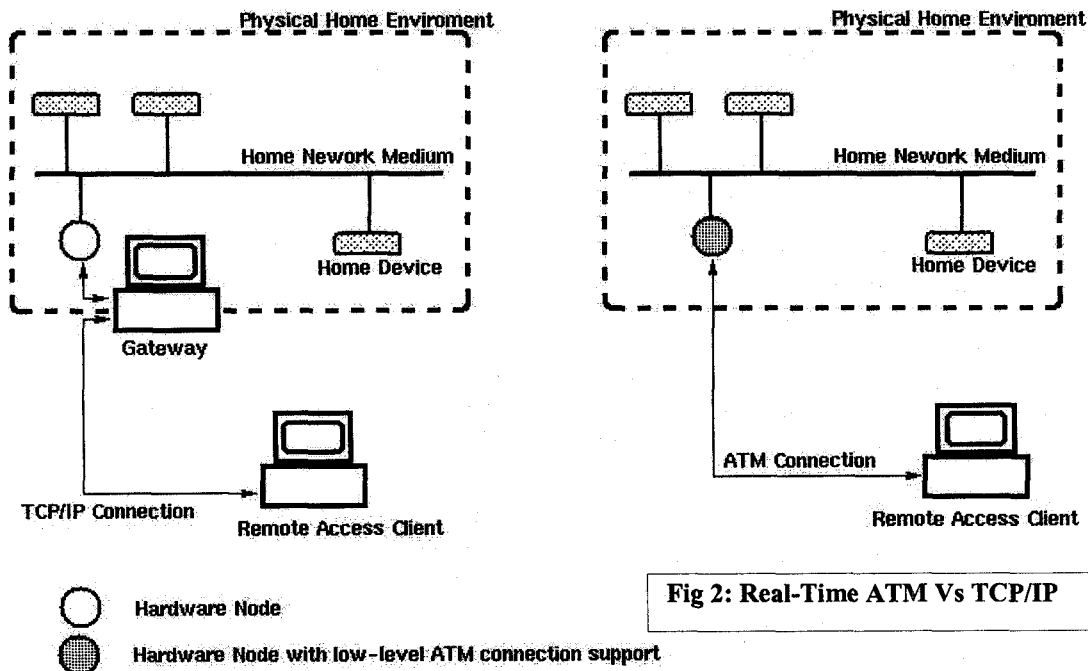 Physical Home Enviroment
Home Nework Medium
Home Device
Gateway
TCP/IP Connection
Remote Access Client
Physical Home Enviroment
Home Nework Medium
Home Device
ATM Connection
Remote Access Client
Hardware Node
Hardware Node with low-level ATM connection support
Fig 2: Real-Time ATM Vs TCP/IP